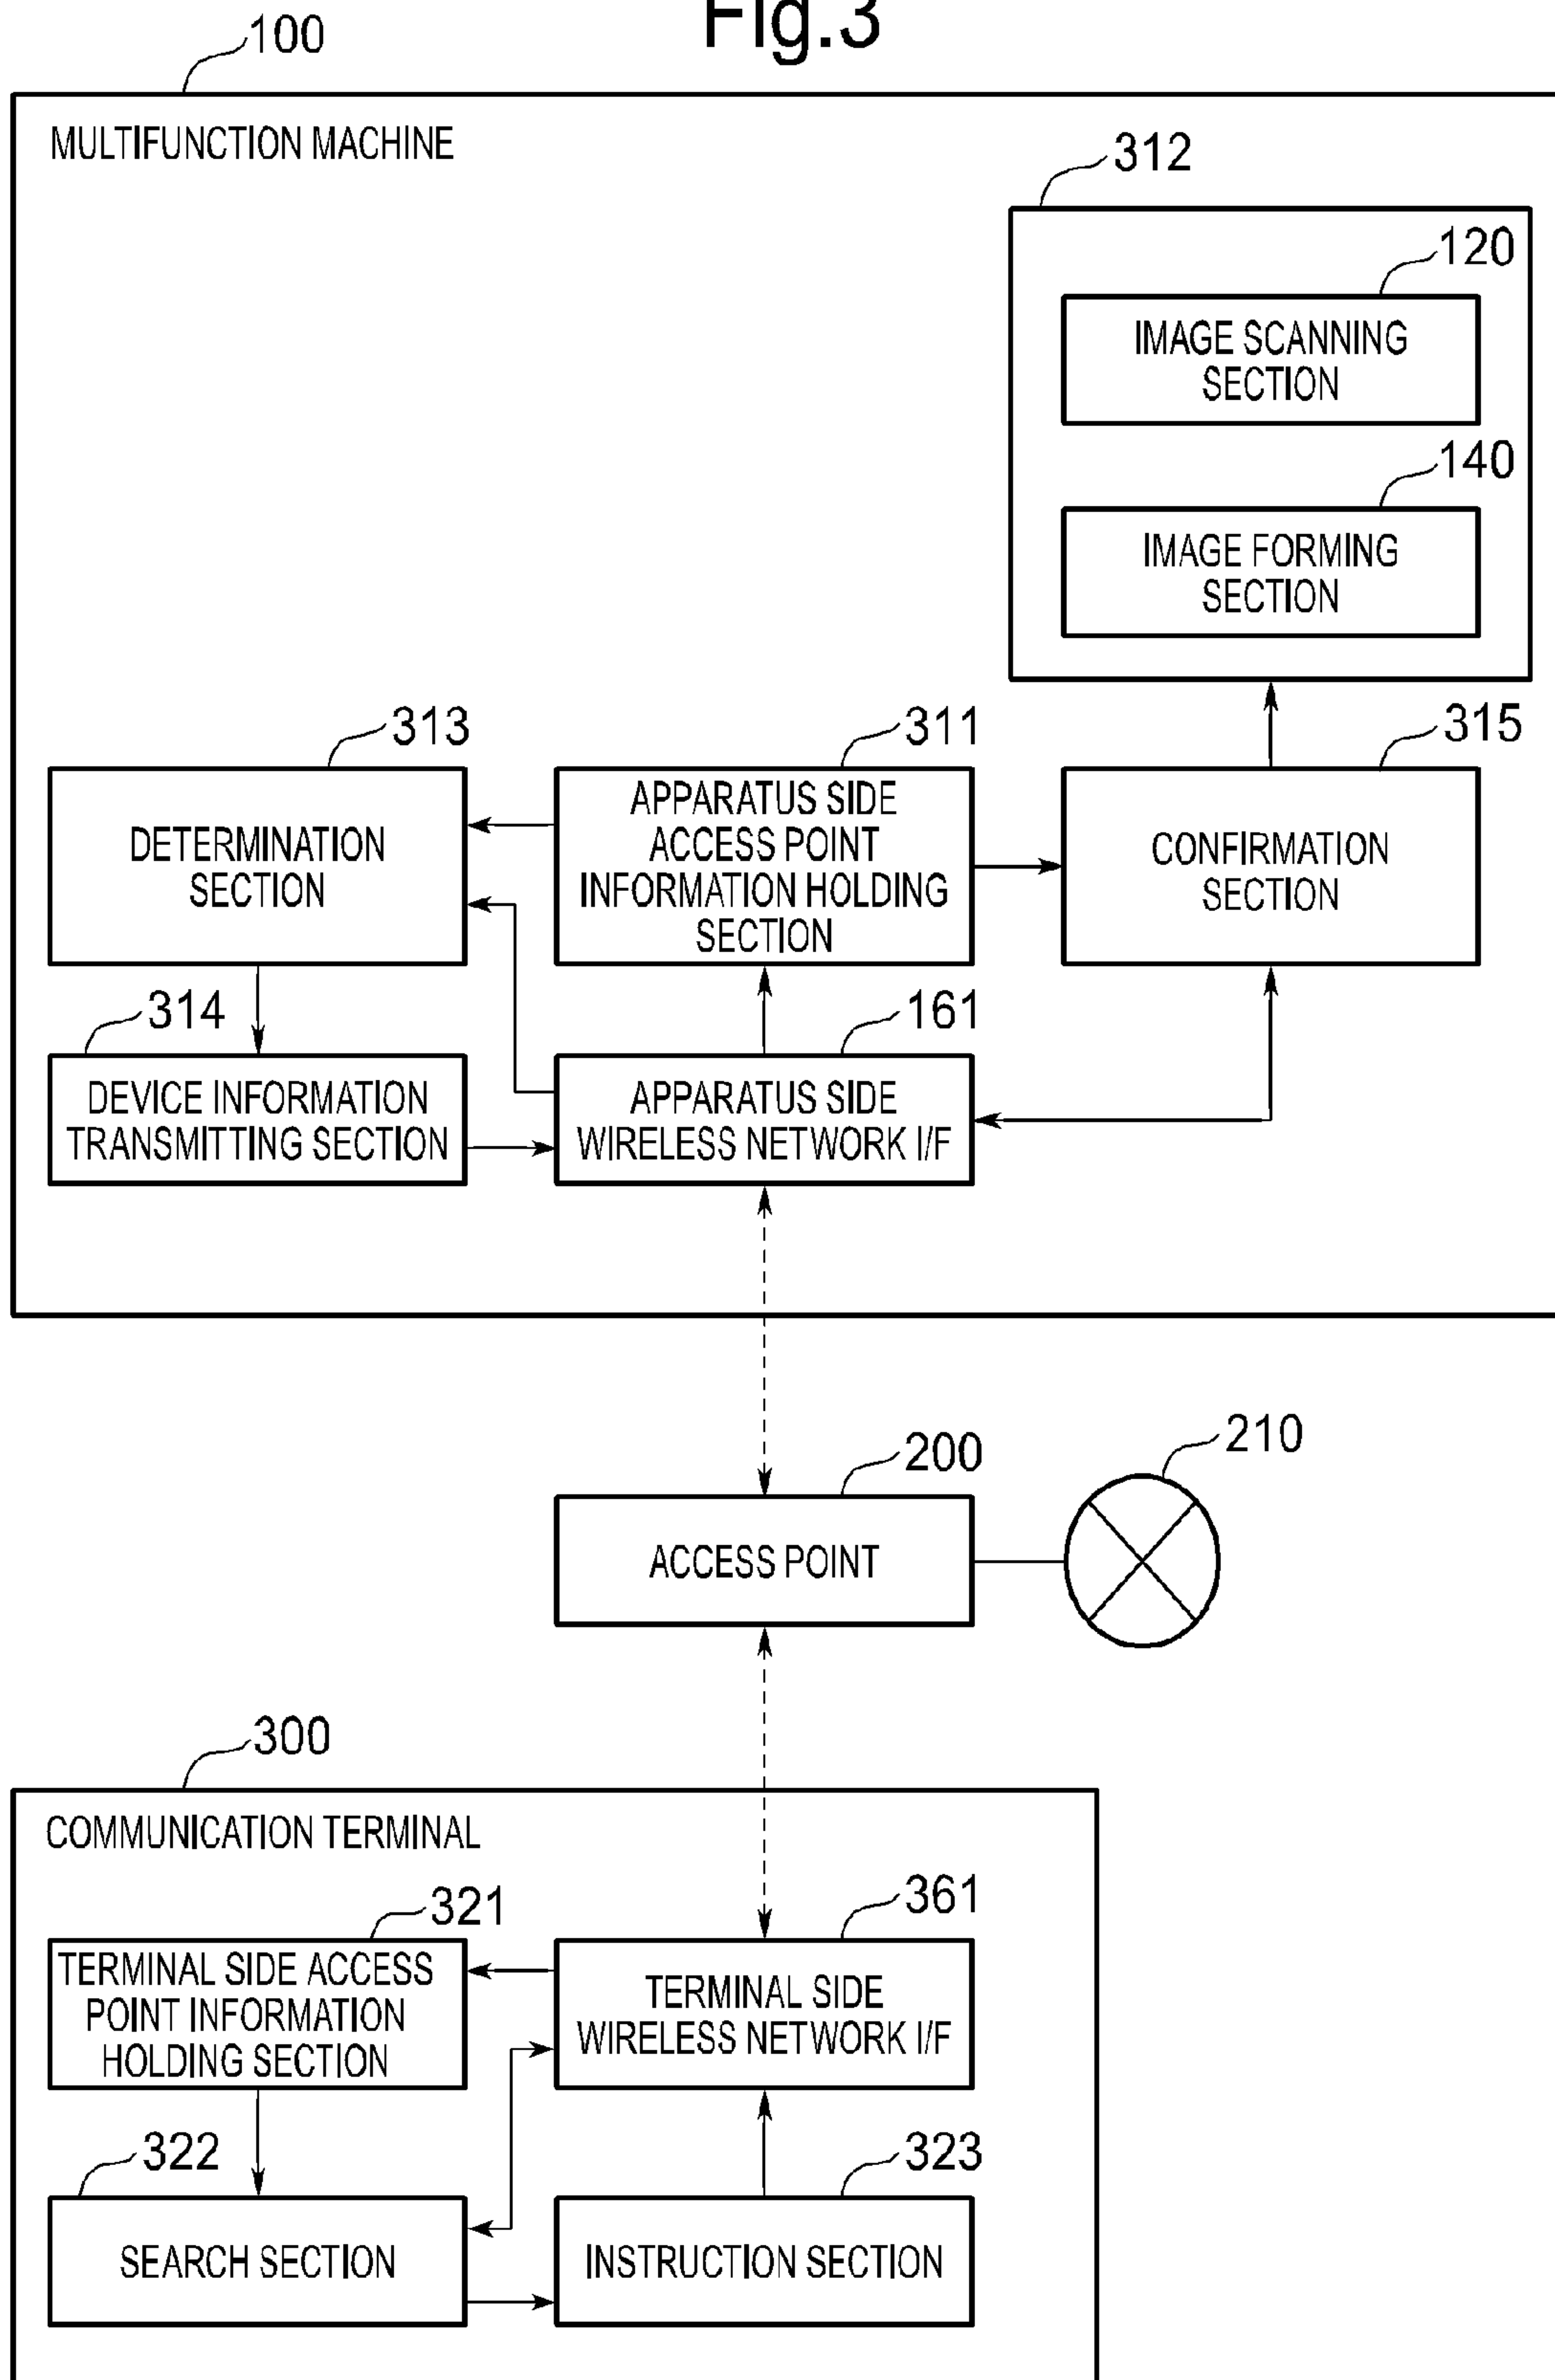 Fig.3
100
MULTIFUNCTION MACHINE
312
120
IMAGE SCANNING
SECTION
140
IMAGE FORMING
SECTION
313
311
315
DETERMINATION
SECTION
APPARATUS SIDE
ACCESS POINT
INFORMATION HOLDING
SECTION
CONFIRMATION
SECTION
314
161
DEVICE INFORMATION
TRANSMITTING SECTION
APPARATUS SIDE
WIRELESS NETWORK I/F
200
210
ACCESS POINT
300
COMMUNICATION TERMINAL
321
361
TERMINAL SIDE ACCESS
POINT INFORMATION
HOLDING SECTION
TERMINAL SIDE
WIRELESS NETWORK I/F
322
323
SEARCH SECTION
INSTRUCTION SECTION